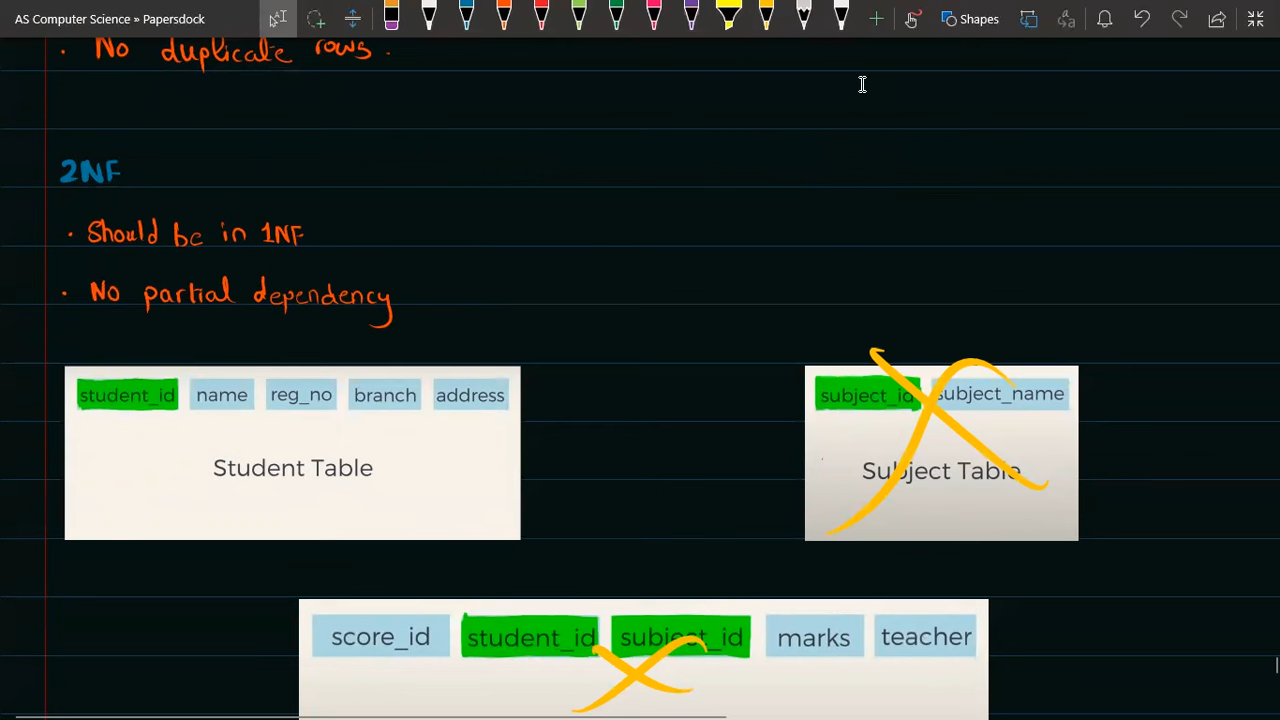 AS Computer Science » Papersdock
Shapes
· No duplicate rows.
2NF
· Should be in 1NF
· No partial dependency
student_id name reg_no branch address
Student Table
subject_id subject_name
Subject Table
score_id student_id subject_id marks teacher